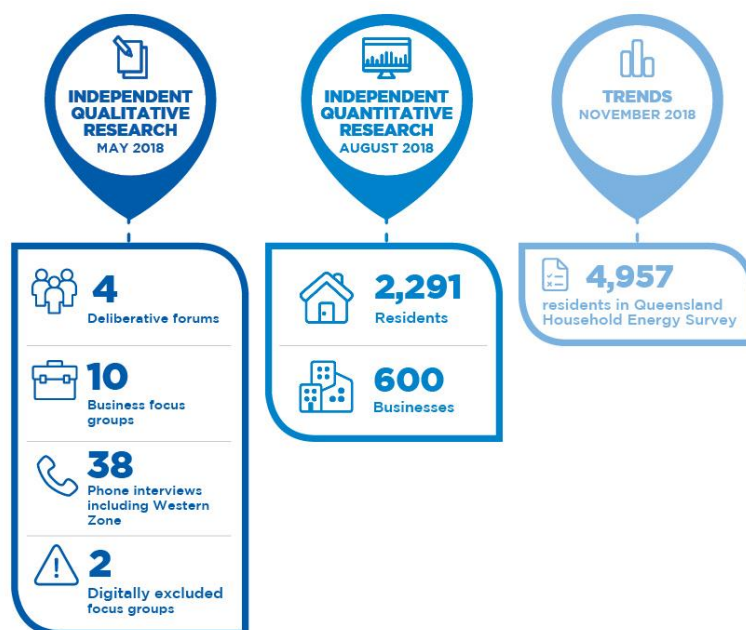 INDEPENDENT
QUALITATIVE
RESEARCH
MAY 2018
4
Deliberative forums
10
Business focus
groups
38
Phone interviews
including Western
Zone
2
Digitally excluded
focus groups
INDEPENDENT
QUANTITATIVE
RESEARCH
AUGUST 2018
2,291
Residents
600
Businesses
TRENDS
NOVEMBER 2018
4,957
residents in Queensland
Household Energy Survey